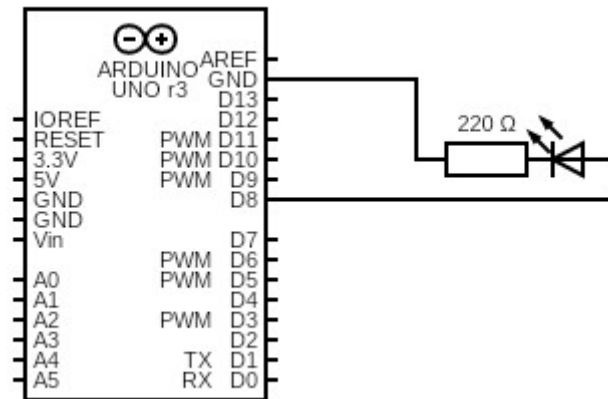 AREF
ARDUINO
GND
UNO r3
D13
IOREF
D12
RESET
PWM D11
3.3V
PWM D10
5V
PWM D9
GND
D8
GND
Vin
D7
PWM D6
A0
PWM D5
A1
D4
A2
PWM D3
A3
D2
A4
TX D1
A5
RX D0
220 Ω